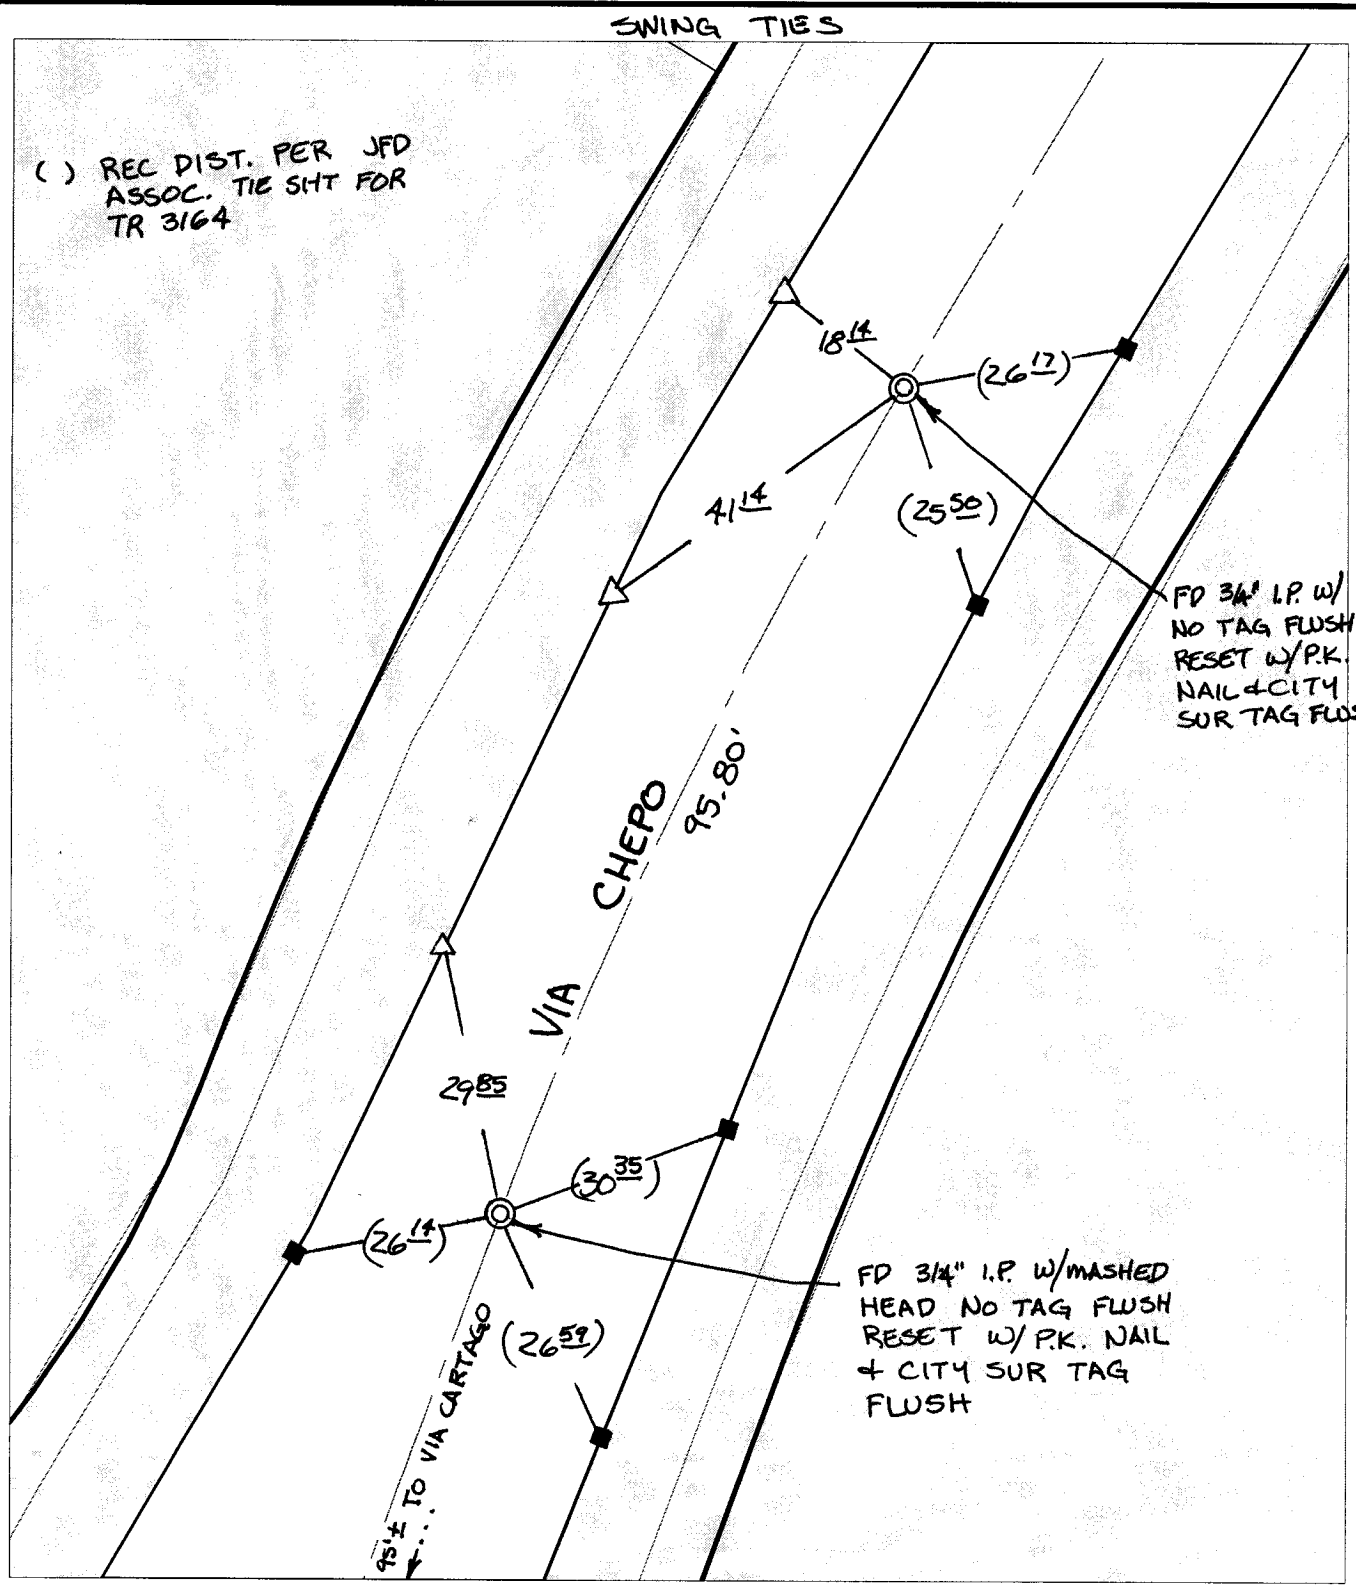 SWING TIES
( ) REC DIST. PER JFD
ASSOC. TIE SHT FOR
TR 3164
18 14
(26 17)
41 14
(25 50)
FD 3/4" I.P. W/
NO TAG FLUSH
RESET W/P.K.
NAIL & CITY
SUR TAG FLUS
95.80'
VIA CHEPO
29 85
(30 35)
(26 14)
(26 59)
FD 3/4" I.P. W/MASHED
HEAD NO TAG FLUSH
RESET W/ P.K. NAIL
& CITY SUR TAG
FLUSH
95'± TO VIA CARTAGO